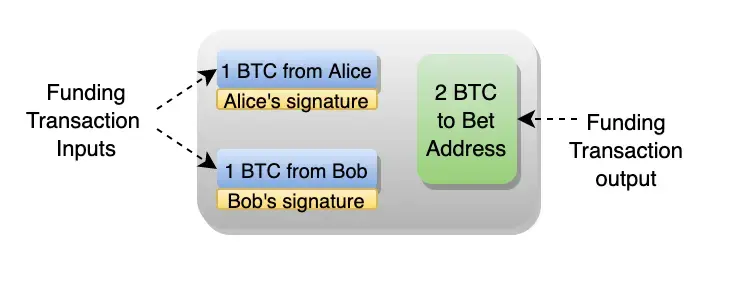 Funding
Transaction
Inputs
1 BTC from Alice
Alice's signature
1 BTC from Bob
Bob's signature
2 BTC
to Bet
Address
Funding
Transaction
output